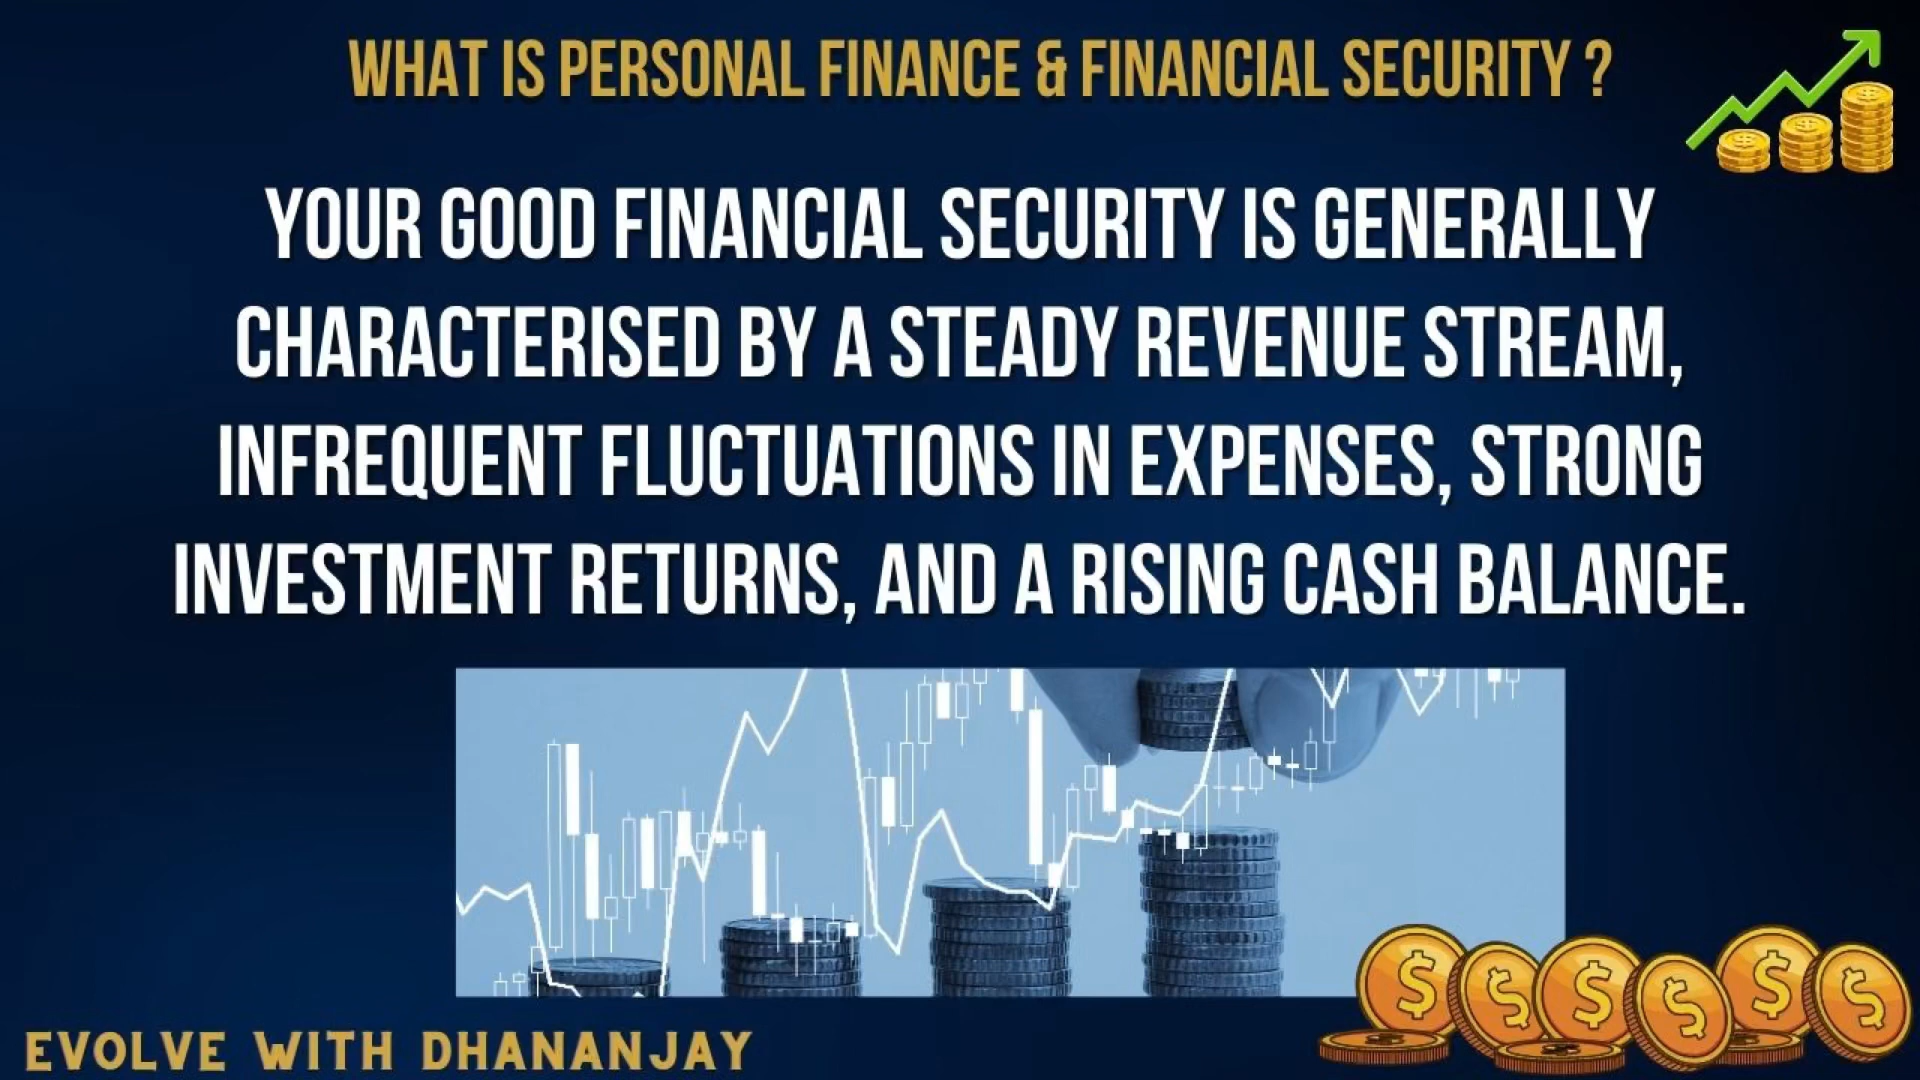 WHAT IS PERSONAL FINANCE & FINANCIAL SECURITY ?
YOUR GOOD FINANCIAL SECURITY IS GENERALLY
CHARACTERISED BY A STEADY REVENUE STREAM,
INFREQUENT FLUCTUATIONS IN EXPENSES, STRONG
INVESTMENT RETURNS, AND A RISING CASH BALANCE.
EVOLVE WITH DHANANJAY